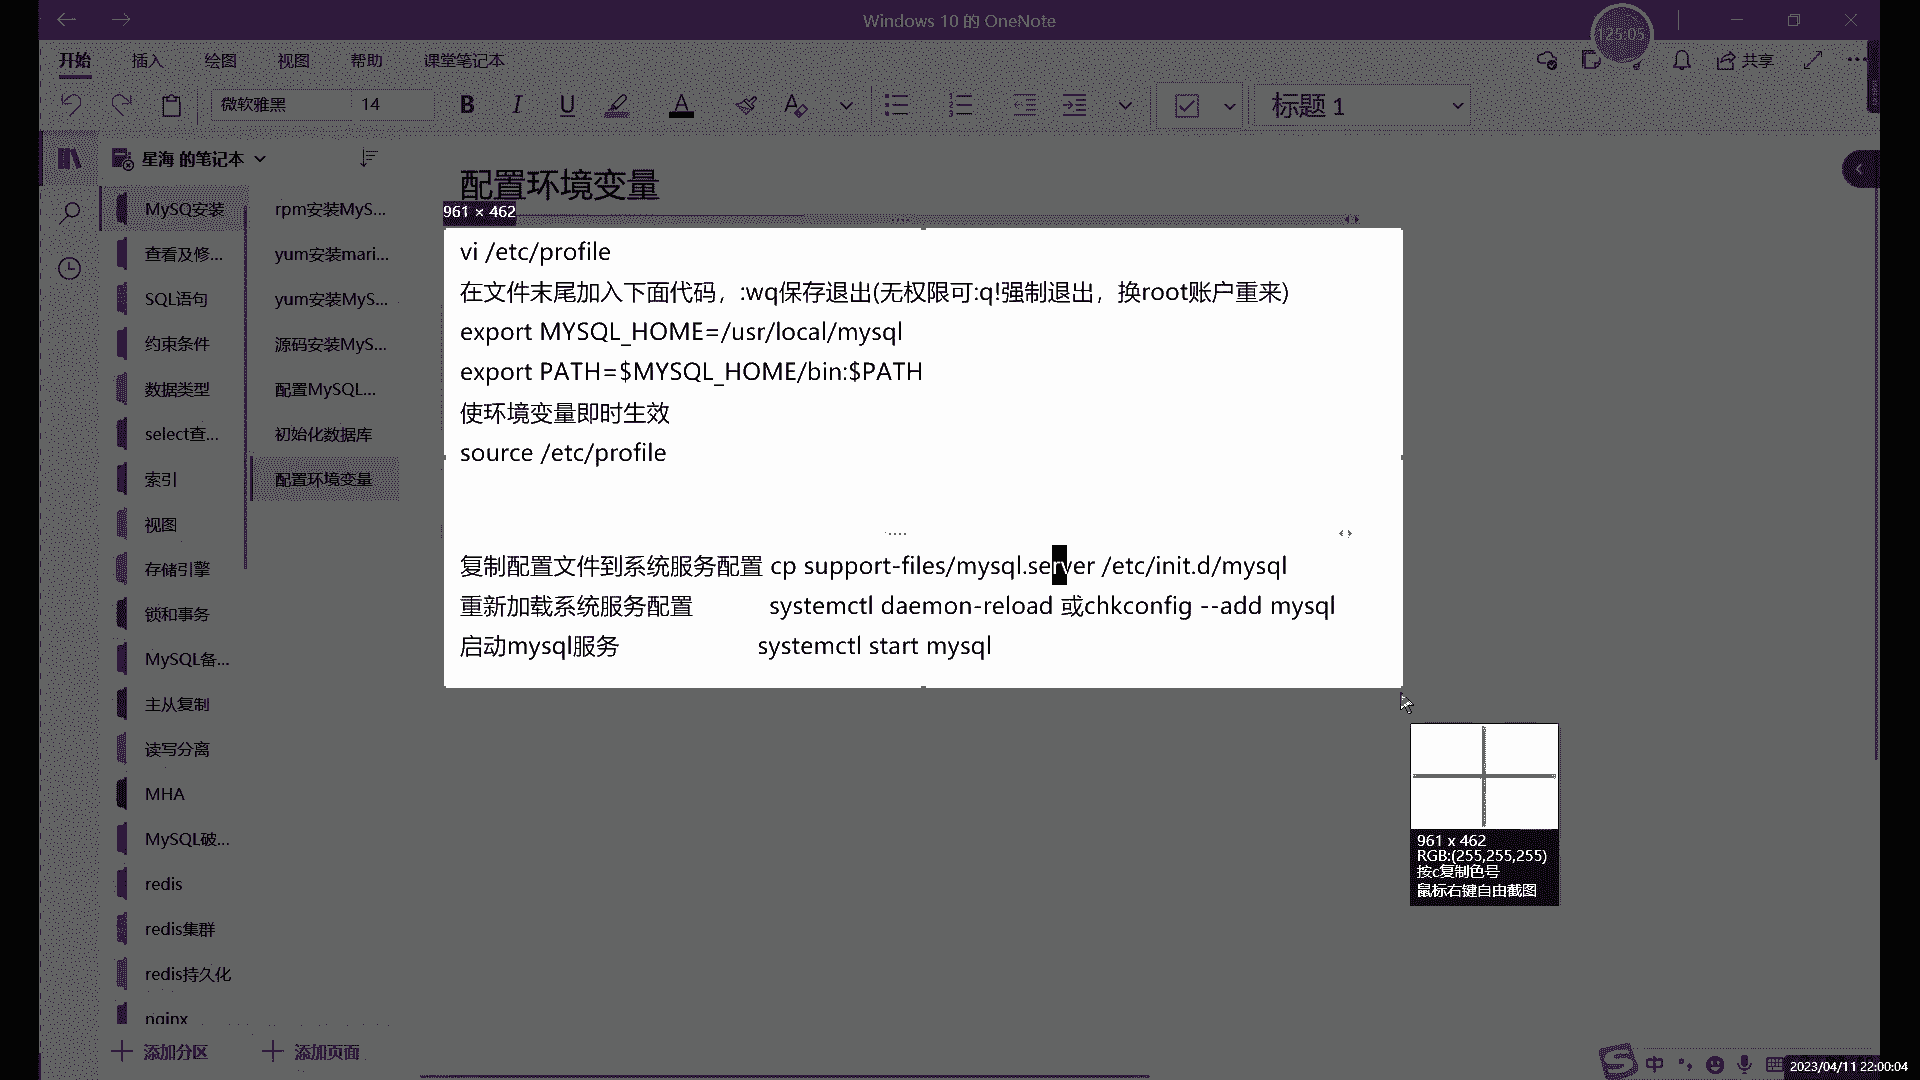 Windows 10 的 OneNote
125:05
开始 插入 绘图 视图 帮助 课堂笔记本
共享
微软雅黑 14 B I U A A 标题 1
星海 的笔记本
配置环境变量
961 × 462
MySQ安装
查看及修...
SQL语句
约束条件
数据类型
select查...
索引
视图
存储引擎
锁和事务
MySQL备...
主从复制
读写分离
MHA
MySQL破...
redis
redis集群
redis持久化
nginx
添加分区
rpm安装MyS...
yum安装mari...
yum安装MyS...
源码安装MyS...
配置MySQL...
初始化数据库
配置环境变量
添加页面
vi /etc/profile
在文件末尾加入下面代码，:wq保存退出(无权限可:q!强制退出，换root账户重来)
export MYSQL_HOME=/usr/local/mysql
export PATH=$MYSQL_HOME/bin:$PATH
使环境变量即时生效
source /etc/profile
复制配置文件到系统服务配置 cp support-files/mysql.server /etc/init.d/mysql
重新加载系统服务配置 systemctl daemon-reload 或chkconfig --add mysql
启动mysql服务 systemctl start mysql
961 x 462
RGB:(255,255,255)
按c复制色号
鼠标右键自由截图
中
2023/04/11 22:00:04